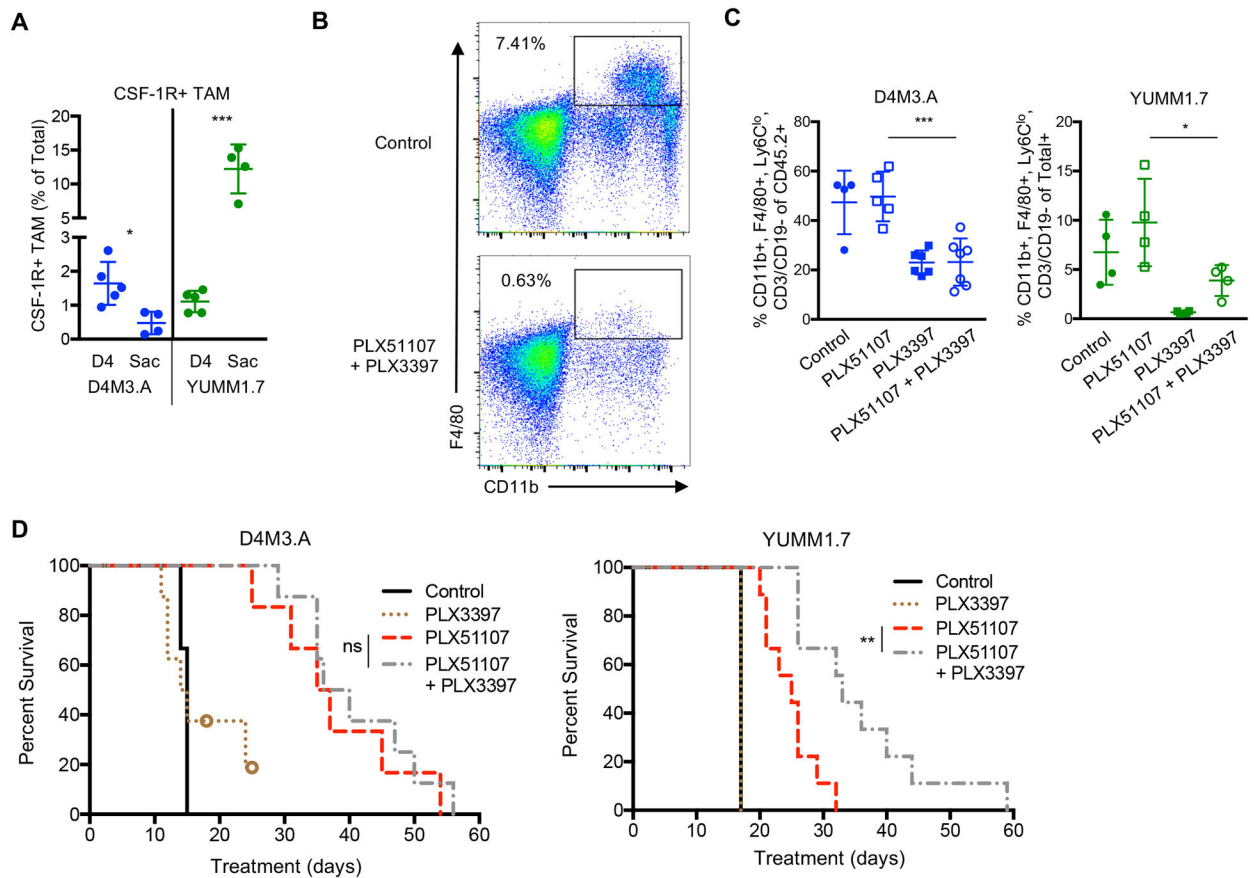 A
CSF-1R+ TAM
CSF-1R+ TAM (% of Total)
20
15
10
5
3
2
1
0
*
***
D4 Sac D4 Sac
D4M3.A YUMM1.7
B
7.41%
Control
0.63%
PLX51107
+ PLX3397
F4/80
CD11b
C
D4M3.A
% CD11b+, F4/80+, Ly6Clo,
CD3/CD19- of CD45.2+
80
60
40
20
0
***
Control
PLX51107
PLX3397
PLX51107 + PLX3397
YUMM1.7
% CD11b+, F4/80+, Ly6Clo,
CD3/CD19- of Total+
20
15
10
5
0
*
Control
PLX51107
PLX3397
PLX51107 + PLX3397
D
D4M3.A
Percent Survival
100
80
60
40
20
0
0 10 20 30 40 50 60
Treatment (days)
Control
PLX3397
PLX51107
PLX51107
+ PLX3397
ns
YUMM1.7
Percent Survival
100
80
60
40
20
0
0 10 20 30 40 50 60
Treatment (days)
Control
PLX3397
PLX51107
PLX51107
+ PLX3397
**